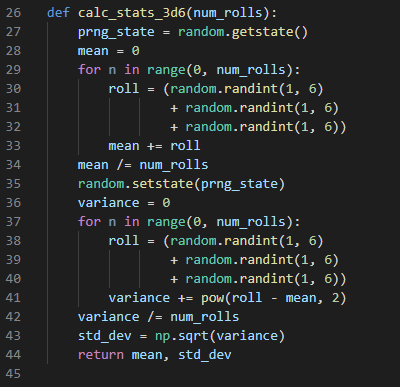 26 def calc_stats_3d6(num_rolls):
27     prng_state = random.getstate()
28     mean = 0
29     for n in range(0, num_rolls):
30         roll = (random.randint(1, 6)
31                 + random.randint(1, 6)
32                 + random.randint(1, 6))
33         mean += roll
34     mean /= num_rolls
35     random.setstate(prng_state)
36     variance = 0
37     for n in range(0, num_rolls):
38         roll = (random.randint(1, 6)
39                 + random.randint(1, 6)
40                 + random.randint(1, 6))
41         variance += pow(roll - mean, 2)
42     variance /= num_rolls
43     std_dev = np.sqrt(variance)
44     return mean, std_dev
45